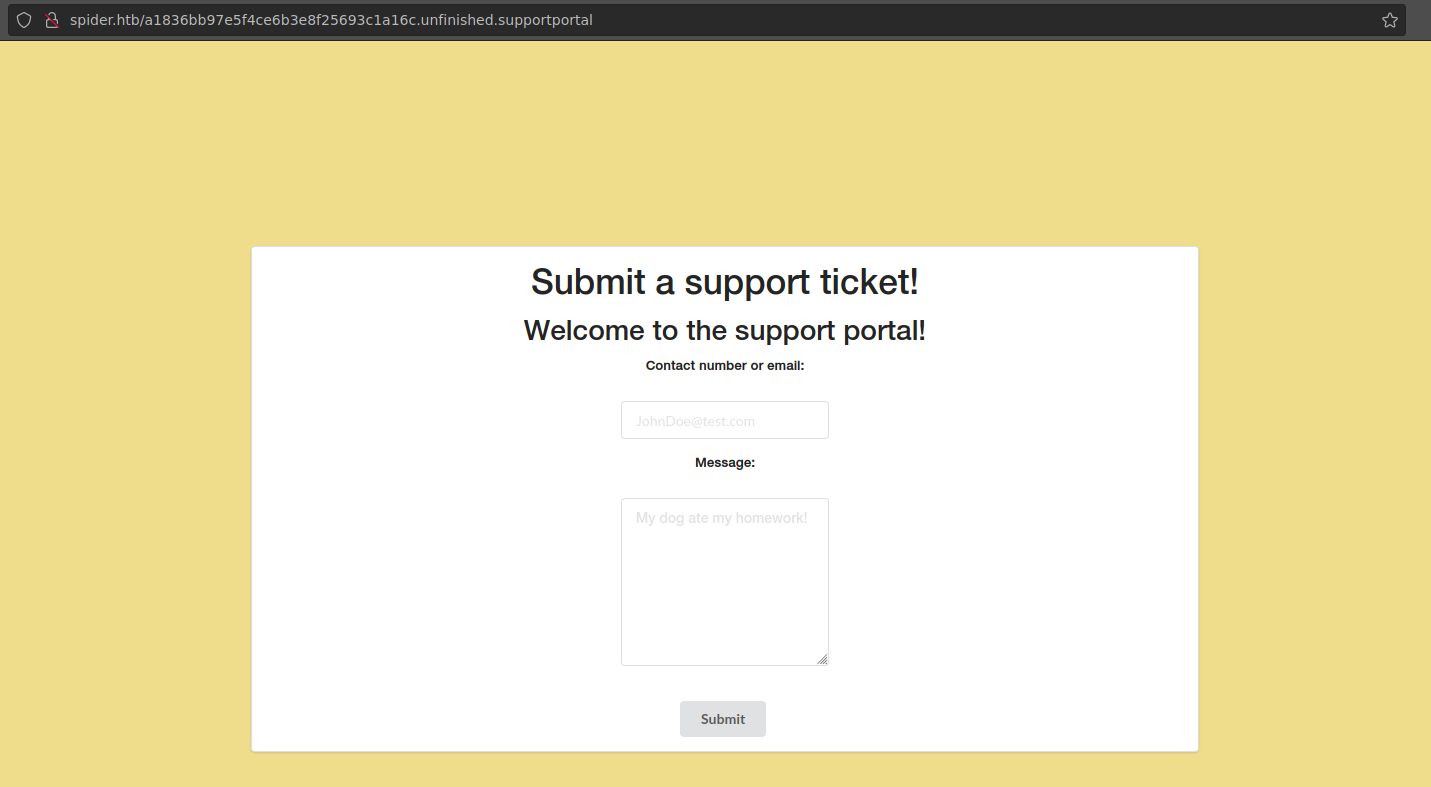 spider.htb/a1836bb97e5f4ce6b3e8f25693c1a16c.unfinished.supportportal
Submit a support ticket!
Welcome to the support portal!
Contact number or email:
JohnDoe@test.com
Message:
My dog ate my homework!
Submit